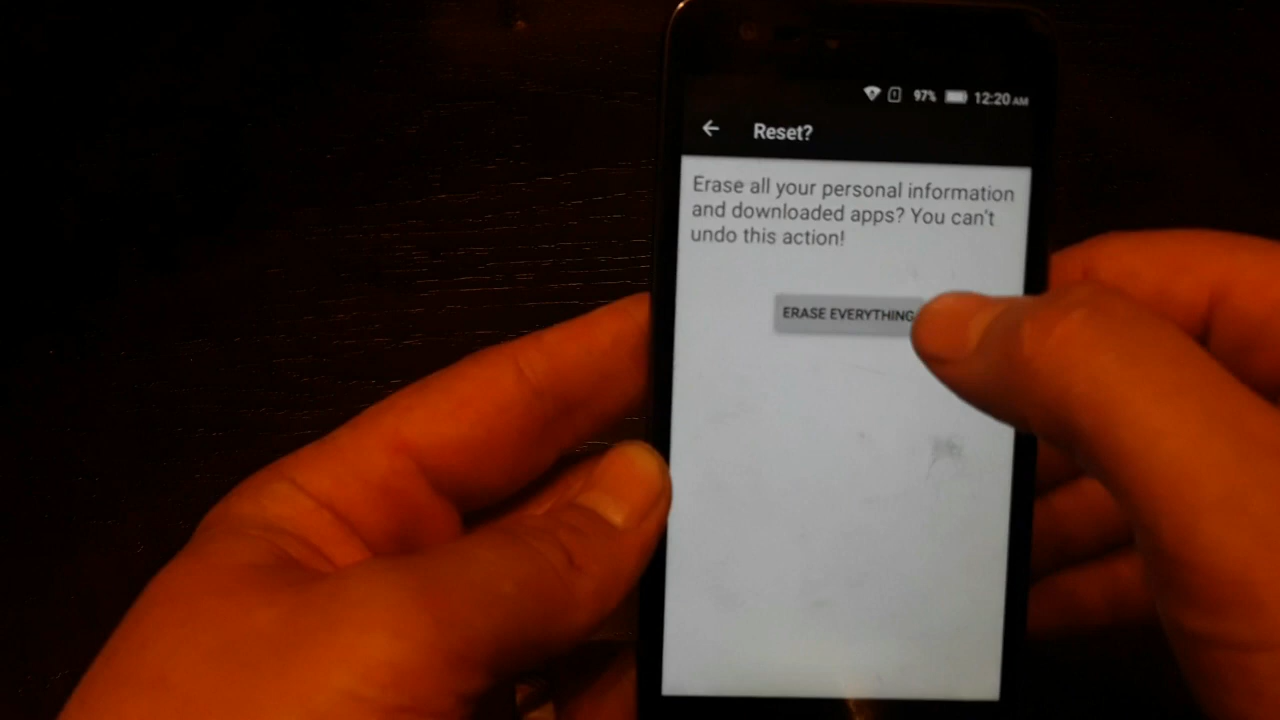 97% 12:20 AM
Reset?
Erase all your personal information
and downloaded apps? You can't
undo this action!
ERASE EVERYTHING